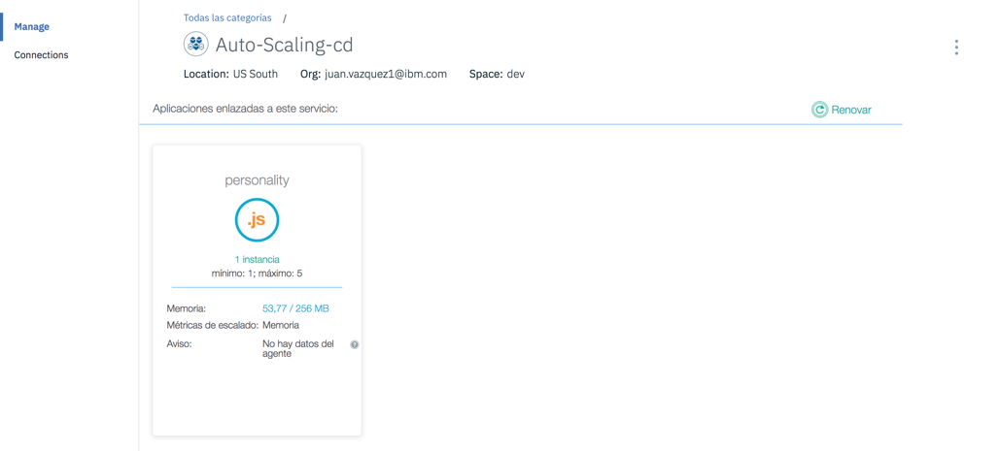 Manage
Connections
Todas las categorías /
Auto-Scaling-cd
Location: US South Org: juan.vazquez1@ibm.com Space: dev
Aplicaciones enlazadas a este servicio:
Renovar
personality
.js
1 instancia
mínimo: 1; máximo: 5
Memoria: 53,77 / 256 MB
Métricas de escalado: Memoria
Aviso: No hay datos del
agente
?